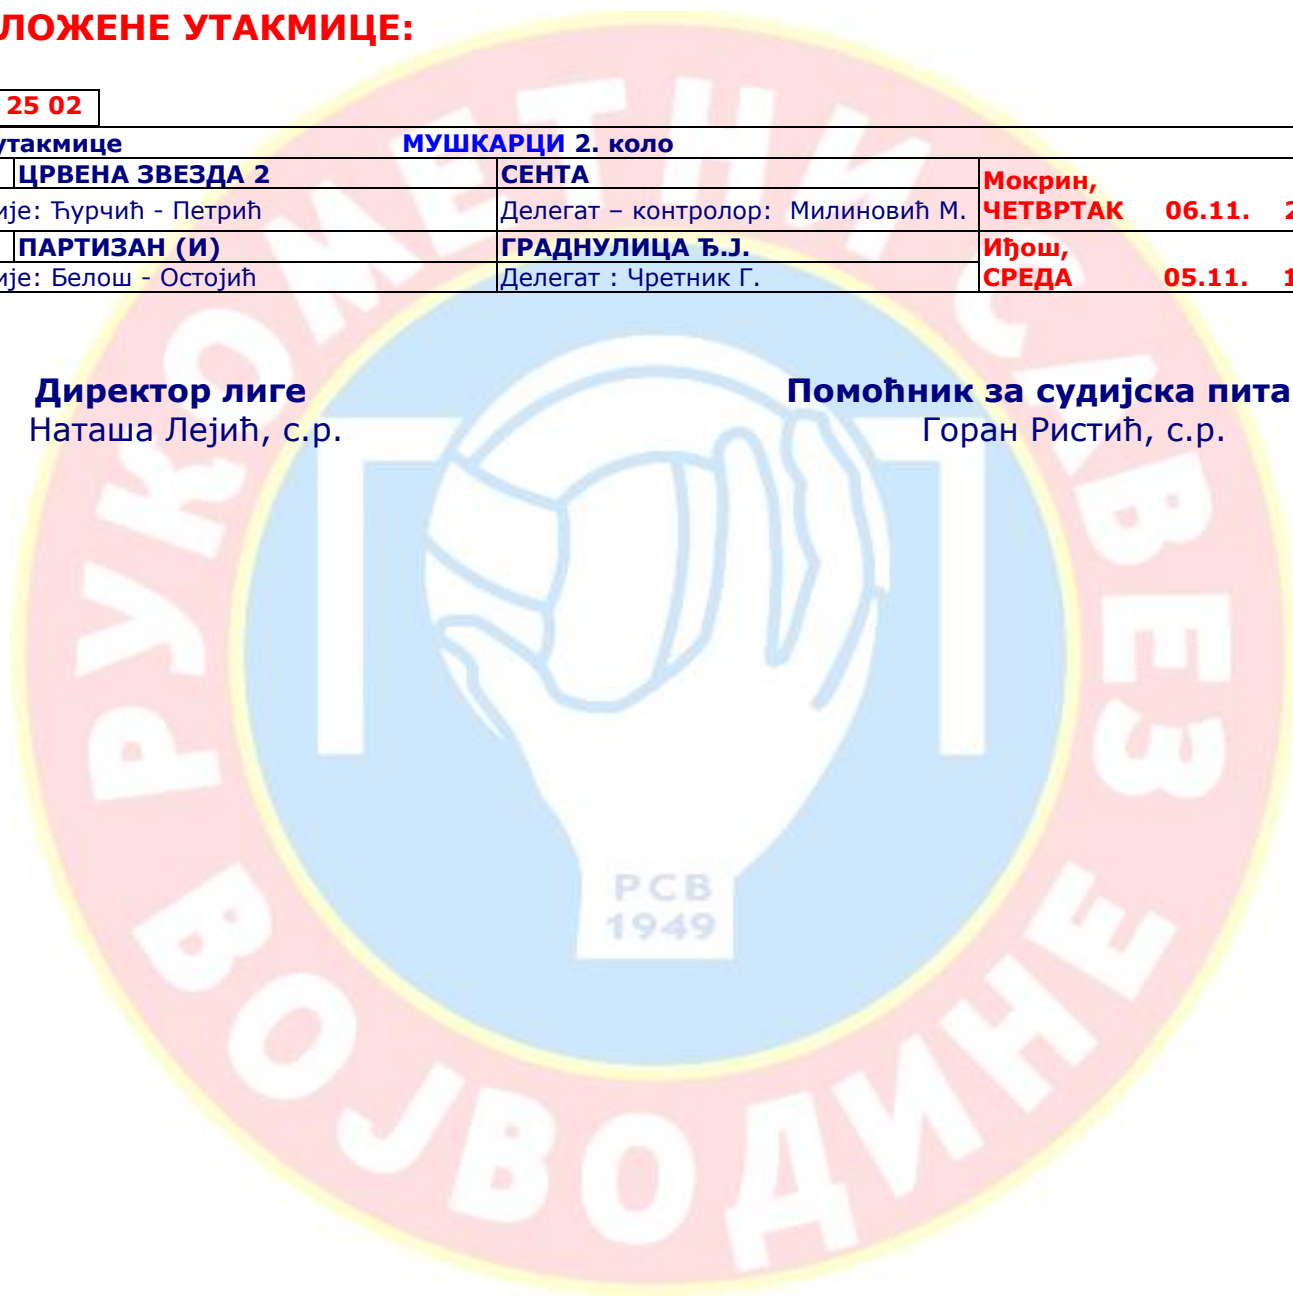 ЛОЖЕНЕ УТАКМИЦЕ:
25 02
утакмице МУШКАРЦИ 2. коло
ЦРВЕНА ЗВЕЗДА 2 СЕНТА Мокрин,
ије: Ћурчић - Петрић Делегат – контролор: Милиновић М. ЧЕТВРТАК 06.11.
ПАРТИЗАН (И) ГРАДНУЛИЦА Ђ.Ј. Иђош,
ије: Белош - Остојић Делегат : Чретник Г. СРЕДА 05.11. 1
Директор лиге Помоћник за судијска пита
Наташа Лејић, с.р. Горан Ристић, с.р.
РУКОМЕТНИ САВЕЗ
ВОЈВОДИНЕ
РСВ
1949